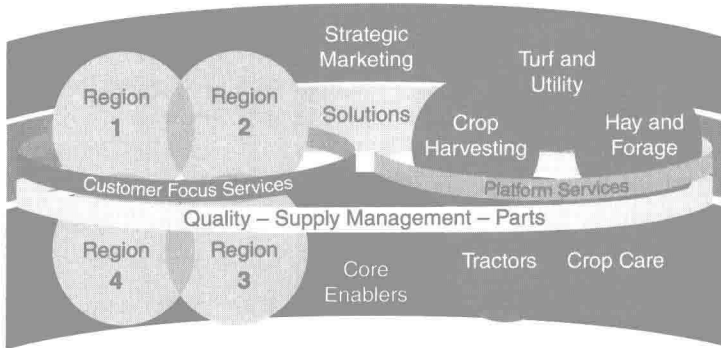 Strategic
Marketing
Turf and
Utility
Region
1
Region
2
Solutions
Crop
Harvesting
Hay and
Forage
Customer Focus Services
Platform Services
Quality – Supply Management – Parts
Region
4
Region
3
Core
Enablers
Tractors
Crop Care